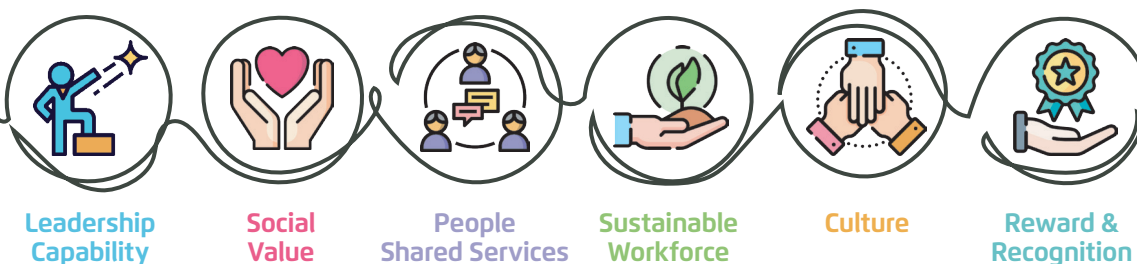 Leadership
Capability
Social
Value
People
Shared Services
Sustainable
Workforce
Culture
Reward &
Recognition